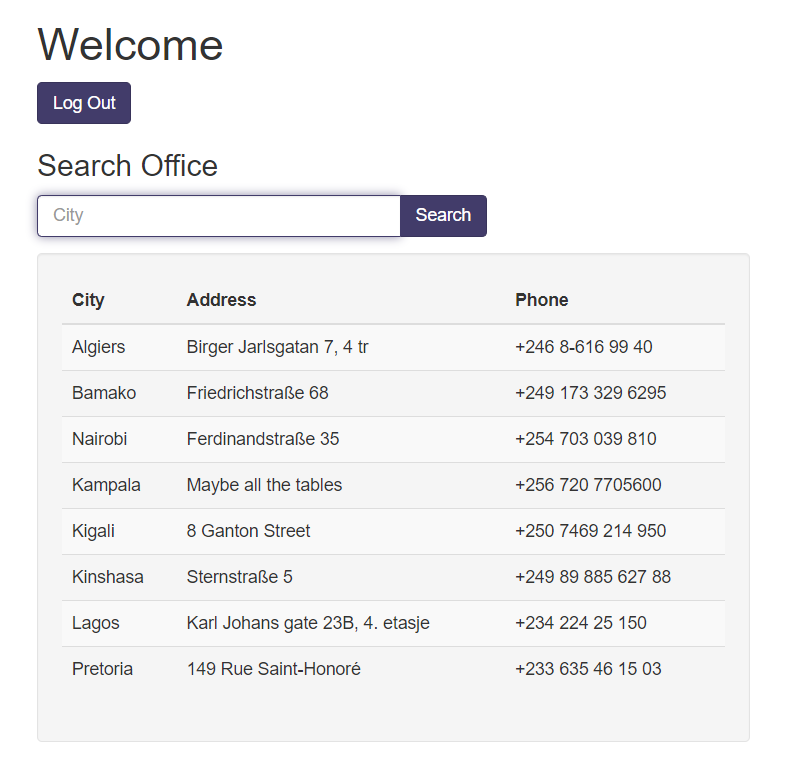 Welcome
Log Out
Search Office
City Search
City Address Phone
Algiers Birger Jarlsgatan 7, 4 tr +246 8-616 99 40
Bamako Friedrichstraße 68 +249 173 329 6295
Nairobi Ferdinandstraße 35 +254 703 039 810
Kampala Maybe all the tables +256 720 7705600
Kigali 8 Ganton Street +250 7469 214 950
Kinshasa Sternstraße 5 +249 89 885 627 88
Lagos Karl Johans gate 23B, 4. etasje +234 224 25 150
Pretoria 149 Rue Saint-Honoré +233 635 46 15 03